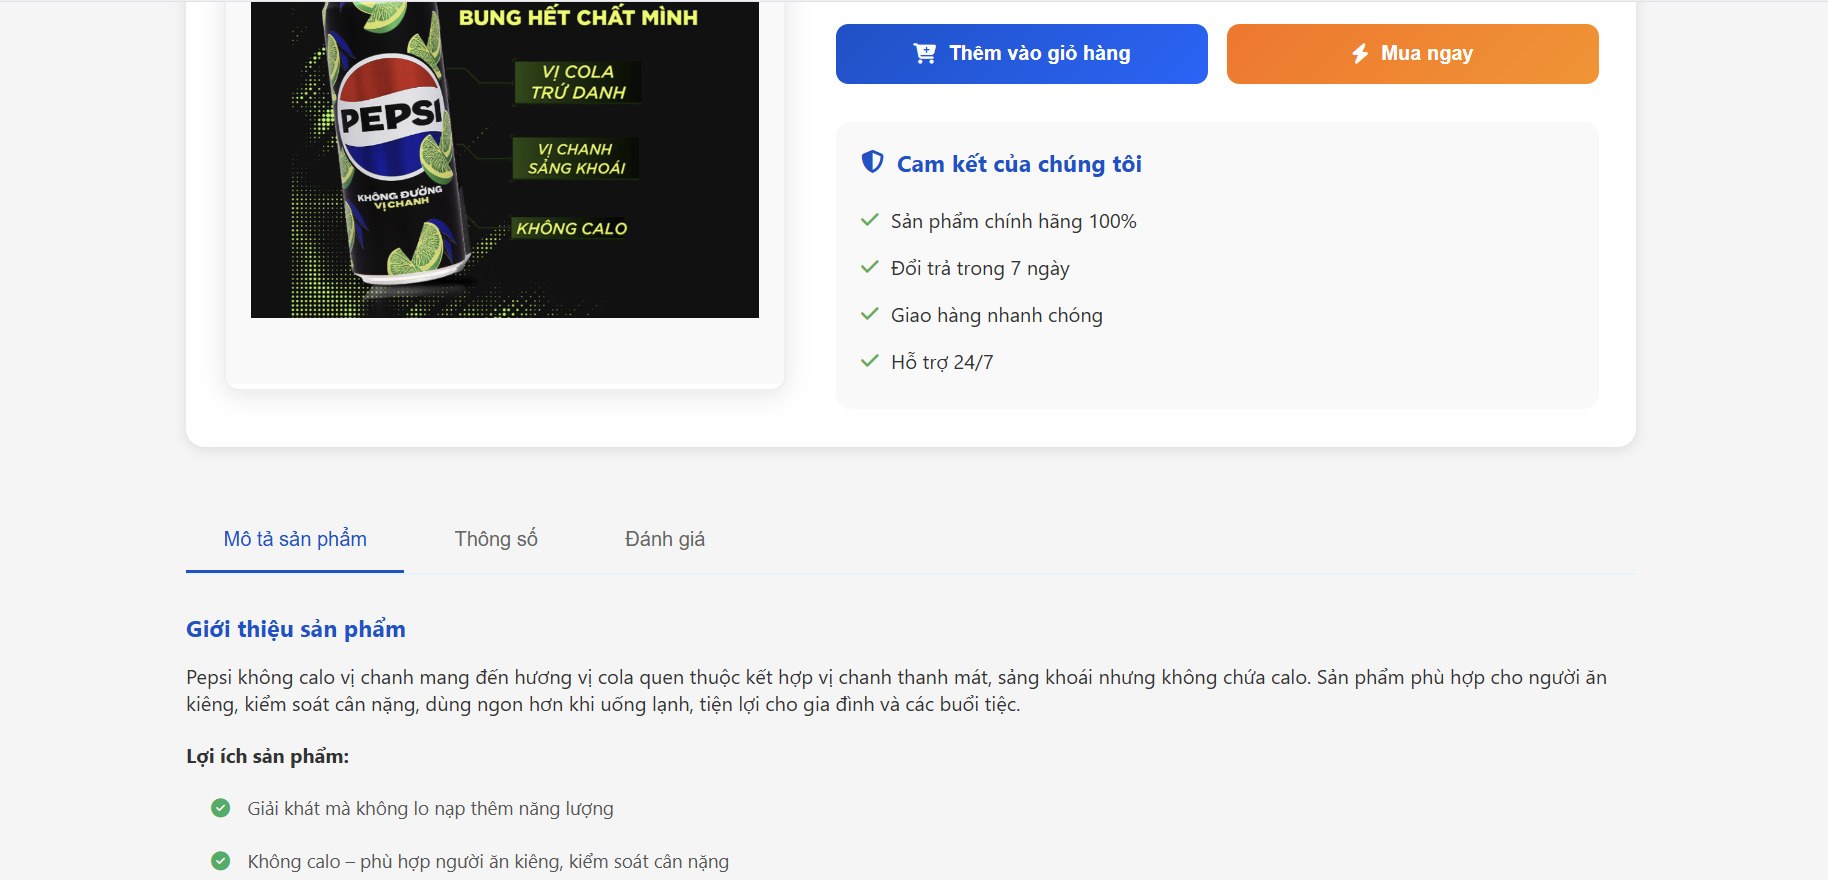 BUNG HẾT CHẤT MÌNH
VỊ COLA
TRỨ DANH
PEPSI
VỊ CHANH
SẢNG KHOÁI
KHÔNG ĐƯỜNG
VỊ CHANH
KHÔNG CALO
Thêm vào giỏ hàng
Mua ngay
Cam kết của chúng tôi
Sản phẩm chính hãng 100%
Đổi trả trong 7 ngày
Giao hàng nhanh chóng
Hỗ trợ 24/7
Mô tả sản phẩm
Thông số
Đánh giá
Giới thiệu sản phẩm
Pepsi không calo vị chanh mang đến hương vị cola quen thuộc kết hợp vị chanh thanh mát, sảng khoái nhưng không chứa calo. Sản phẩm phù hợp cho người ăn
kiêng, kiểm soát cân nặng, dùng ngon hơn khi uống lạnh, tiện lợi cho gia đình và các buổi tiệc.
Lợi ích sản phẩm:
Giải khát mà không lo nạp thêm năng lượng
Không calo – phù hợp người ăn kiêng, kiểm soát cân nặng